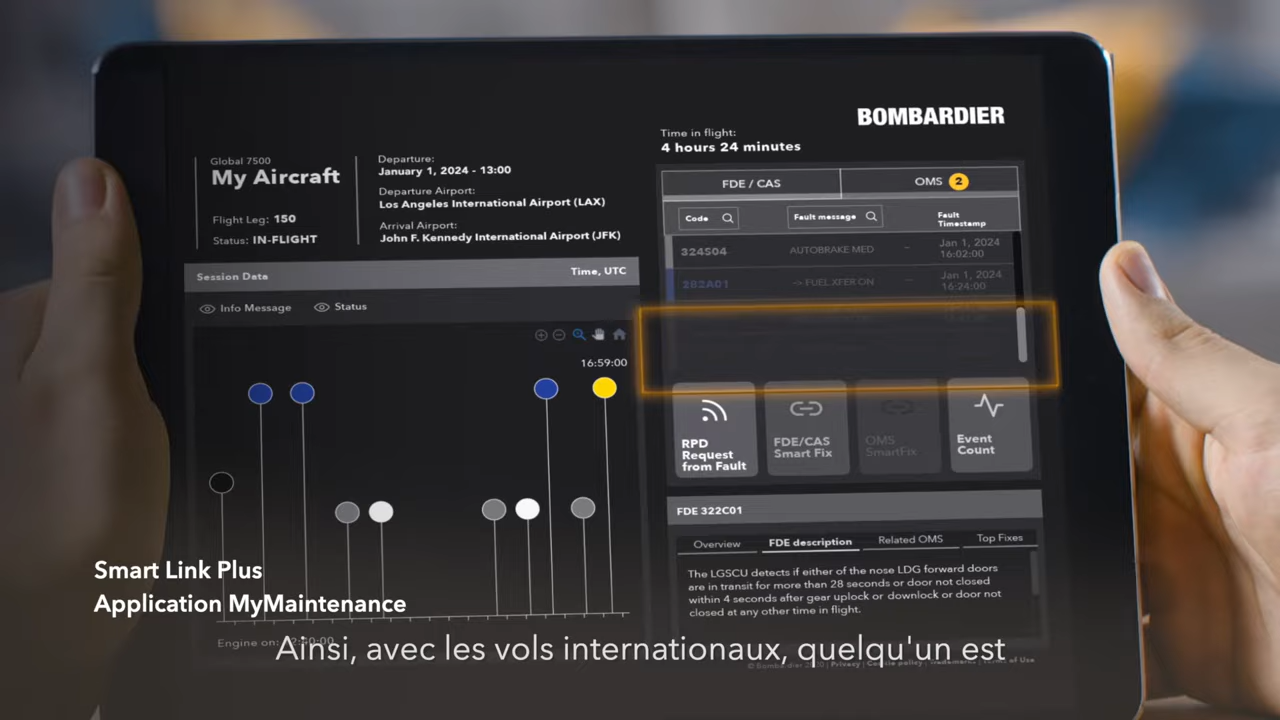 BOMBARDIER
Time in flight:
4 hours 24 minutes
Global 7500
My Aircraft
Flight Leg: 150
Status: IN-FLIGHT
Departure:
January 1, 2024 - 13:00
Departure Airport:
Los Angeles International Airport (LAX)
Arrival Airport:
John F. Kennedy International Airport (JFK)
FDE / CAS
OMS 2
Code
Fault message
Fault
Timestamp
324S04 AUTOBRAKE MED -- Jan 1, 2024
16:02:00
282A01 -> FUEL XFER ON -- Jan 1, 2024
16:24:00
Session Data
Time, UTC
Info Message
Status
16:59:00
RPD
Request
from Fault
FDE/CAS
Smart Fix
OMS
SmartFix
Event
Count
FDE 322C01
Overview
FDE description
Related OMS
Top Fixes
The LGSCU detects if either of the nose LDG forward doors
are in transit for more than 28 seconds or door not closed
within 4 seconds after gear uplock or downlock or door not
closed at any other time in flight.
Engine on:
Smart Link Plus
Application MyMaintenance
Ainsi, avec les vols internationaux, quelqu'un est